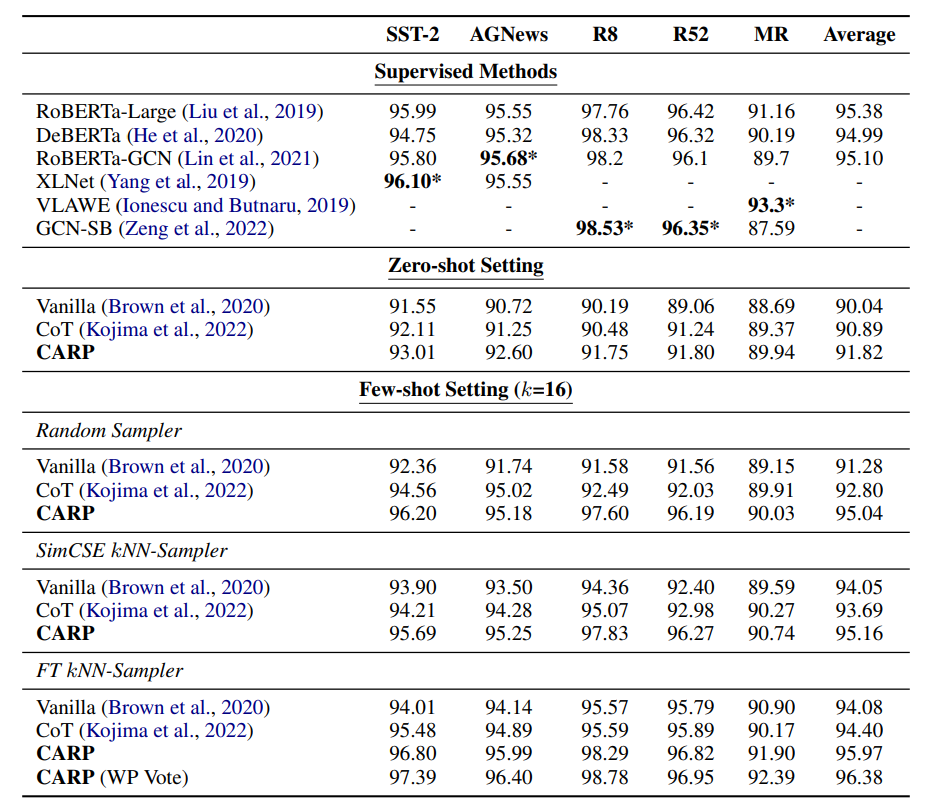 SST-2 AGNews R8 R52 MR Average
Supervised Methods
RoBERTa-Large (Liu et al., 2019) 95.99 95.55 97.76 96.42 91.16 95.38
DeBERTa (He et al., 2020) 94.75 95.32 98.33 96.32 90.19 94.99
RoBERTa-GCN (Lin et al., 2021) 95.80 95.68* 98.2 96.1 89.7 95.10
XLNet (Yang et al., 2019) 96.10* 95.55 - - - -
VLAWE (Ionescu and Butnaru, 2019) - - - - 93.3* -
GCN-SB (Zeng et al., 2022) - - 98.53* 96.35* 87.59 -
Zero-shot Setting
Vanilla (Brown et al., 2020) 91.55 90.72 90.19 89.06 88.69 90.04
CoT (Kojima et al., 2022) 92.11 91.25 90.48 91.24 89.37 90.89
CARP 93.01 92.60 91.75 91.80 89.94 91.82
Few-shot Setting (k=16)
Random Sampler
Vanilla (Brown et al., 2020) 92.36 91.74 91.58 91.56 89.15 91.28
CoT (Kojima et al., 2022) 94.56 95.02 92.49 92.03 89.91 92.80
CARP 96.20 95.18 97.60 96.19 90.03 95.04
SimCSE kNN-Sampler
Vanilla (Brown et al., 2020) 93.90 93.50 94.36 92.40 89.59 94.05
CoT (Kojima et al., 2022) 94.21 94.28 95.07 92.98 90.27 93.69
CARP 95.69 95.25 97.83 96.27 90.74 95.16
FT kNN-Sampler
Vanilla (Brown et al., 2020) 94.01 94.14 95.57 95.79 90.90 94.08
CoT (Kojima et al., 2022) 95.48 94.89 95.59 95.89 90.17 94.40
CARP 96.80 95.99 98.29 96.82 91.90 95.97
CARP (WP Vote) 97.39 96.40 98.78 96.95 92.39 96.38